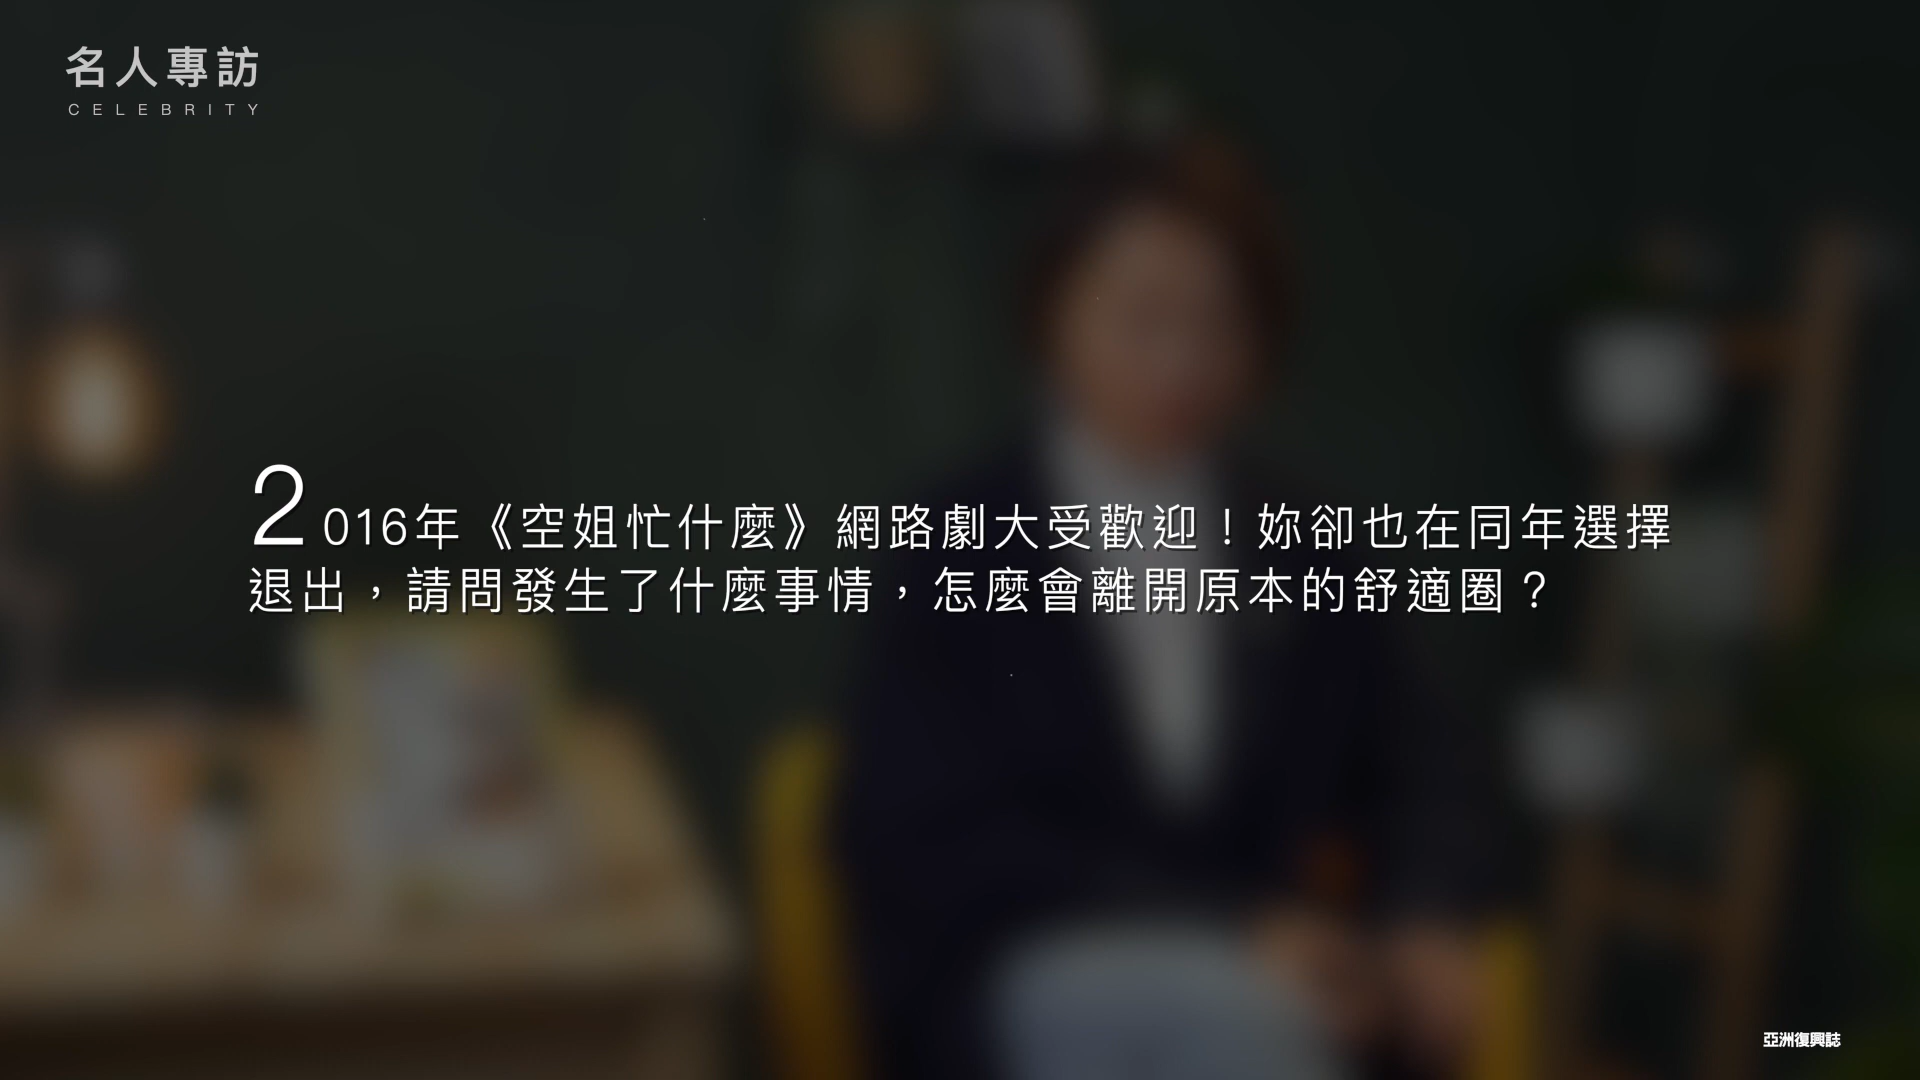 名人專訪
CELEBRITY
2016年《空姐忙什麼》網路劇大受歡迎！妳卻也在同年選擇
退出，請問發生了什麼事情，怎麼會離開原本的舒適圈？
亞洲復興誌